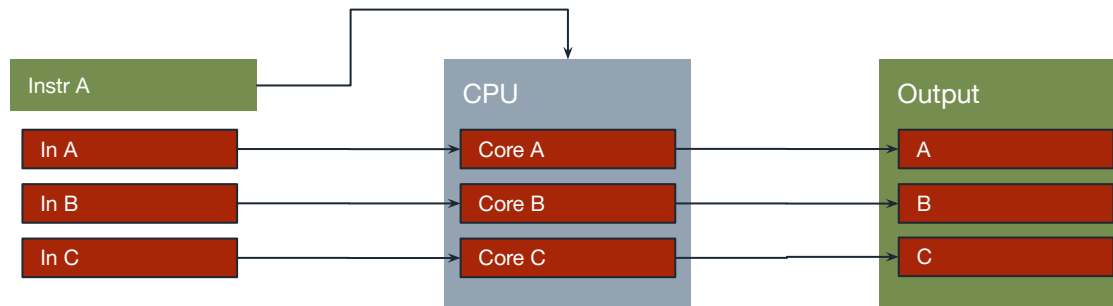 Instr A
CPU
Output
In A
Core A
A
In B
Core B
B
In C
Core C
C